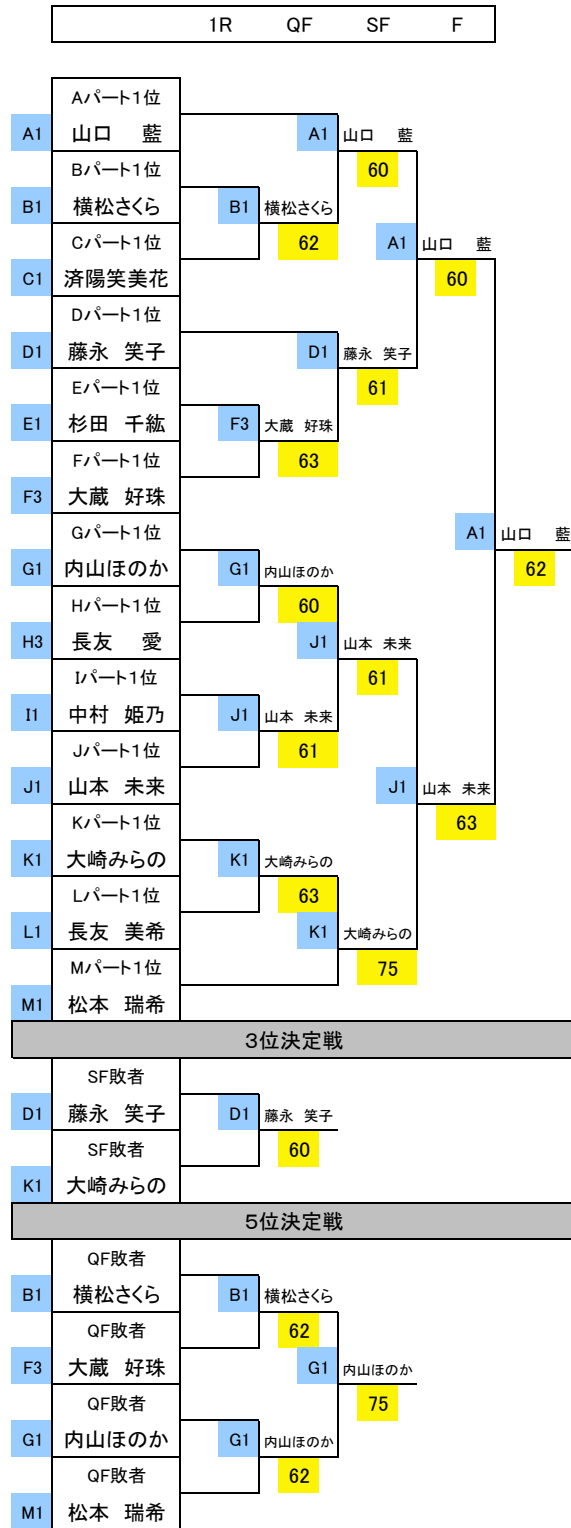 1R QF SF F
Aパート1位
A1 山口 藍 A1 山口 藍
Bパート1位 60
B1 横松さくら B1 横松さくら
Cパート1位 62 A1 山口 藍
C1 済陽笑美花 60
Dパート1位
D1 藤永 笑子 D1 藤永 笑子
Eパート1位 61
E1 杉田 千紘 F3 大蔵 好珠
Fパート1位 63
F3 大蔵 好珠
Gパート1位 A1 山口 藍
G1 内山ほのか G1 内山ほのか 62
Hパート1位 60
H3 長友 愛 J1 山本 未来
Iパート1位 61
I1 中村 姫乃 J1 山本 未来
Jパート1位 61
J1 山本 未来 J1 山本 未来
Kパート1位 63
K1 大崎みらの K1 大崎みらの
Lパート1位 63
L1 長友 美希 K1 大崎みらの
Mパート1位 75
M1 松本 瑞希
3位決定戦
SF敗者
D1 藤永 笑子 D1 藤永 笑子
SF敗者 60
K1 大崎みらの
5位決定戦
QF敗者
B1 横松さくら B1 横松さくら
QF敗者 62
F3 大蔵 好珠 G1 内山ほのか
QF敗者 75
G1 内山ほのか G1 内山ほのか
QF敗者 62
M1 松本 瑞希